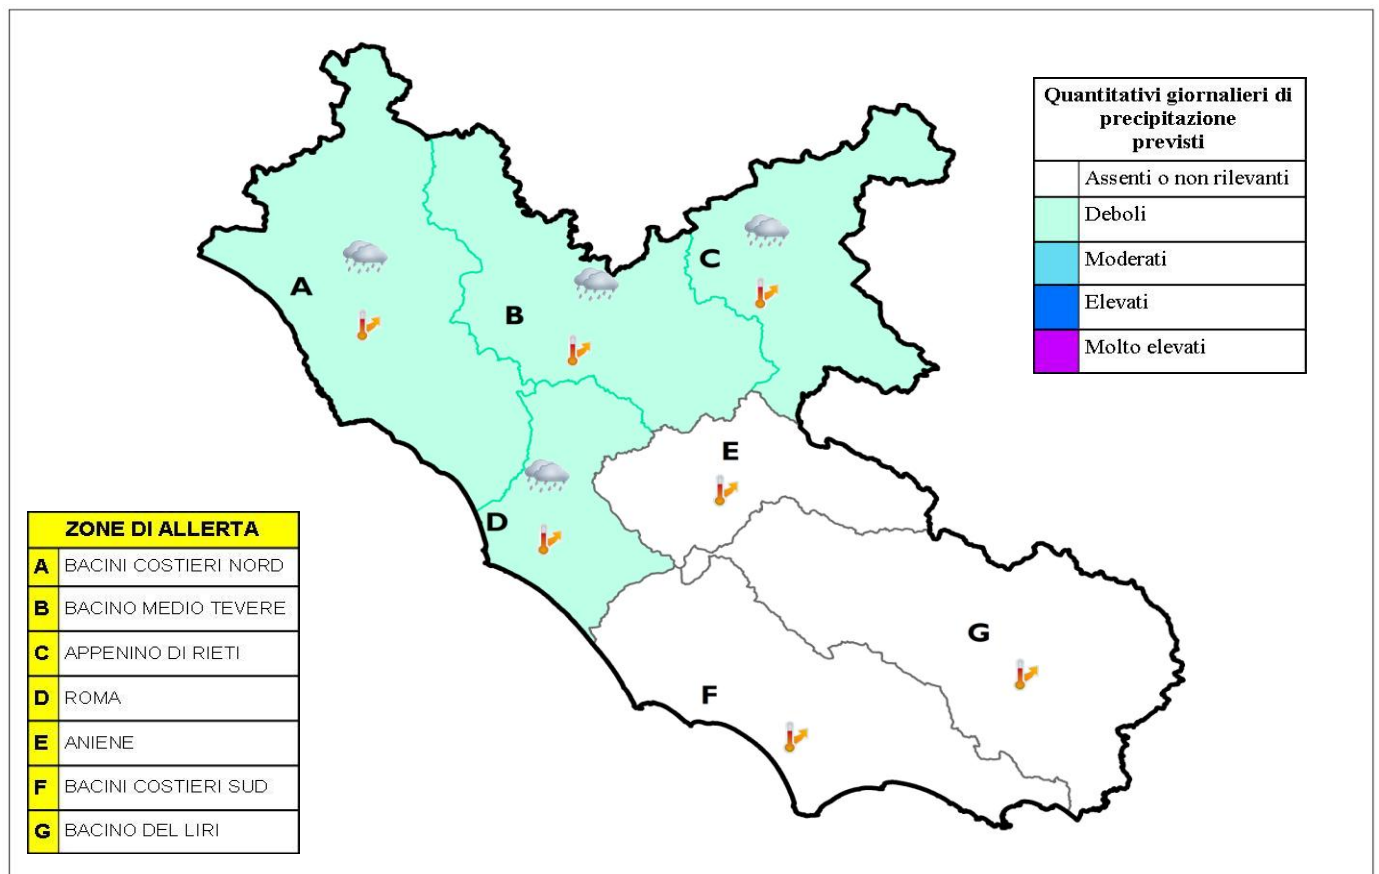 Quantitativi giornalieri di
precipitazione
previsti
Assenti o non rilevanti
Deboli
Moderati
Elevati
Molto elevati
A
B
C
D
E
F
G
ZONE DI ALLERTA
A BACINI COSTIERI NORD
B BACINO MEDIO TEVERE
C APPENINO DI RIETI
D ROMA
E ANIENE
F BACINI COSTIERI SUD
G BACINO DEL LIRI